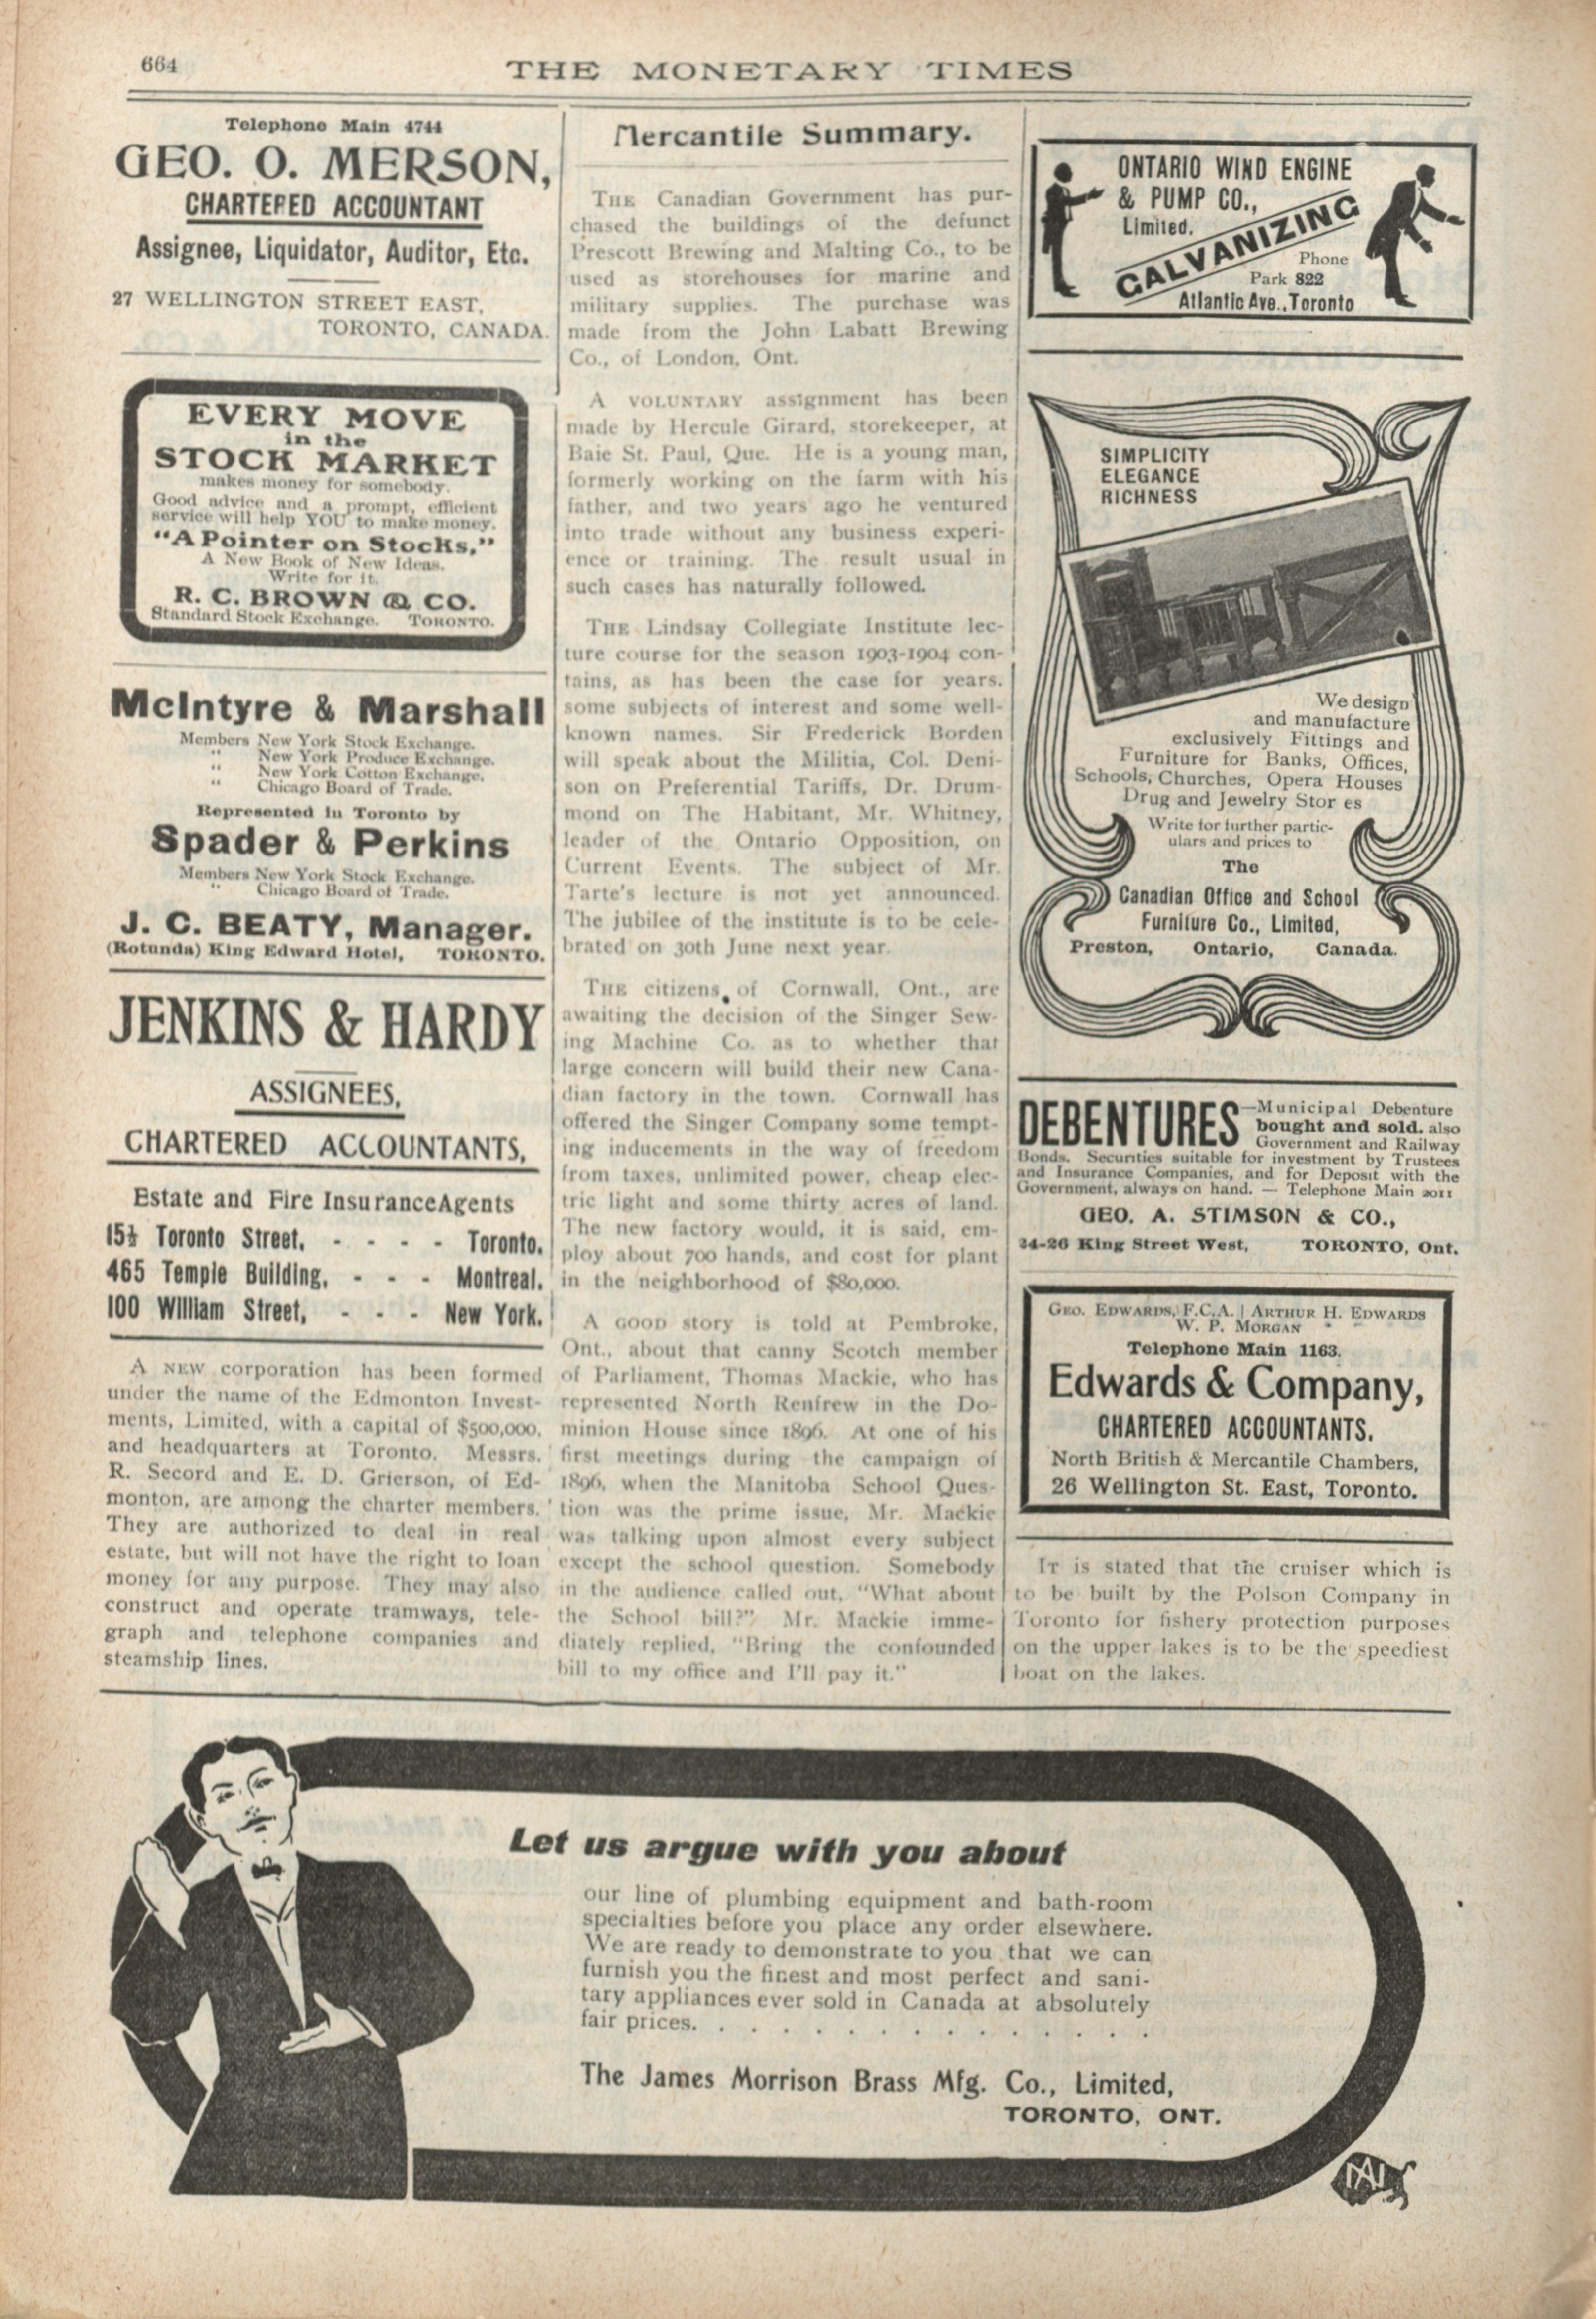 664
THE MONETARY TIMES
Telephone Main 4744
GEO. O. MERSON,
CHARTERED ACCOUNTANT
Assignee, Liquidator, Auditor, Etc.
27 WELLINGTON STREET EAST,
TORONTO, CANADA.
EVERY MOVE
in the
STOCK MARKET
makes money for somebody.
Good advice and a prompt, efficient
service will help YOU to make money.
"A Pointer on Stocks,"
A New Book of New Ideas.
Write for it.
R. C. BROWN & CO.
Standard Stock Exchange. TORONTO.
McIntyre & Marshall
Members New York Stock Exchange.
" New York Produce Exchange.
" New York Cotton Exchange,
" Chicago Board of Trade.
Represented in Toronto by
Spader & Perkins
Members New York Stock Exchange.
" Chicago Board of Trade.
J. C. BEATY, Manager.
(Rotunda) King Edward Hotel, TORONTO.
JENKINS & HARDY
ASSIGNEES,
CHARTERED ACCOUNTANTS,
Estate and Fire Insurance Agents
15½ Toronto Street, - - - - Toronto.
465 Temple Building, - - - Montreal.
100 William Street, - - - New York.
A NEW corporation has been formed
under the name of the Edmonton Invest-
ments, Limited, with a capital of $500,000,
and headquarters at Toronto. Messrs.
R. Secord and E. D. Grierson, of Ed-
monton, are among the charter members.
They are authorized to deal in real
estate, but will not have the right to loan
money for any purpose. They may also
construct and operate tramways, tele-
graph and telephone companies and
steamship lines.
Mercantile Summary.
THE Canadian Government has pur-
chased the buildings of the defunct
Prescott Brewing and Malting Co., to be
used as storehouses for marine and
military supplies. The purchase was
made from the John Labatt Brewing
Co., of London, Ont.
A VOLUNTARY assignment has been
made by Hercule Girard, storekeeper, at
Baie St. Paul, Que. He is a young man,
formerly working on the farm with his
father, and two years ago he ventured
into trade without any business experi-
ence or training. The result usual in
such cases has naturally followed.
THE Lindsay Collegiate Institute lec-
ture course for the season 1903-1904 con-
tains, as has been the case for years.
some subjects of interest and some well-
known names. Sir Frederick Borden
will speak about the Militia, Col. Deni-
son on Preferential Tariffs, Dr. Drum-
mond on The Habitant, Mr. Whitney,
leader of the Ontario Opposition, on
Current Events. The subject of Mr.
Tarte's lecture is not yet announced.
The jubilee of the institute is to be cele-
brated on 30th June next year.
THE citizens of Cornwall, Ont., are
awaiting the decision of the Singer Sew-
ing Machine Co. as to whether that
large concern will build their new Cana-
dian factory in the town. Cornwall has
offered the Singer Company some tempt-
ing inducements in the way of freedom
from taxes, unlimited power, cheap elec-
tric light and some thirty acres of land.
The new factory would, it is said, em-
ploy about 700 hands, and cost for plant
in the neighborhood of $80,000.
A GOOD story is told at Pembroke,
Ont., about that canny Scotch member
of Parliament, Thomas Mackie, who has
represented North Renfrew in the Do-
minion House since 1896. At one of his
first meetings during the campaign of
1896, when the Manitoba School Ques-
tion was the prime issue, Mr. Mackie
was talking upon almost every subject
except the school question. Somebody
in the audience called out, "What about
the School bill?" Mr. Mackie imme-
diately replied, "Bring the confounded
bill to my office and I'll pay it."
ONTARIO WIND ENGINE
& PUMP CO.,
Limited.
GALVANIZING
Phone
Park 822
Atlantic Ave., Toronto
SIMPLICITY
ELEGANCE
RICHNESS
We design
and manufacture
exclusively Fittings and
Furniture for Banks, Offices,
Schools, Churches, Opera Houses
Drug and Jewelry Stor es
Write for further partic-
ulars and prices to
The
Canadian Office and School
Furniture Co., Limited,
Preston, Ontario, Canada.
DEBENTURES—Municipal Debenture
bought and sold, also
Government and Railway
Bonds. Securities suitable for investment by Trustees
and Insurance Companies, and for Deposit with the
Government, always on hand. — Telephone Main 2011
GEO. A. STIMSON & CO.,
24-26 King Street West, TORONTO, Ont.
GEO. EDWARDS, F.C.A. | ARTHUR H. EDWARDS
W. P. MORGAN
Telephone Main 1163.
Edwards & Company,
CHARTERED ACCOUNTANTS.
North British & Mercantile Chambers,
26 Wellington St. East, Toronto.
IT is stated that the cruiser which is
to be built by the Polson Company in
Toronto for fishery protection purposes
on the upper lakes is to be the speediest
boat on the lakes.
Let us argue with you about
our line of plumbing equipment and bath-room
specialties before you place any order elsewhere.
We are ready to demonstrate to you that we can
furnish you the finest and most perfect and sani-
tary appliances ever sold in Canada at absolutely
fair prices. . . . . . . . . . . . . . .
The James Morrison Brass Mfg. Co., Limited,
TORONTO, ONT.